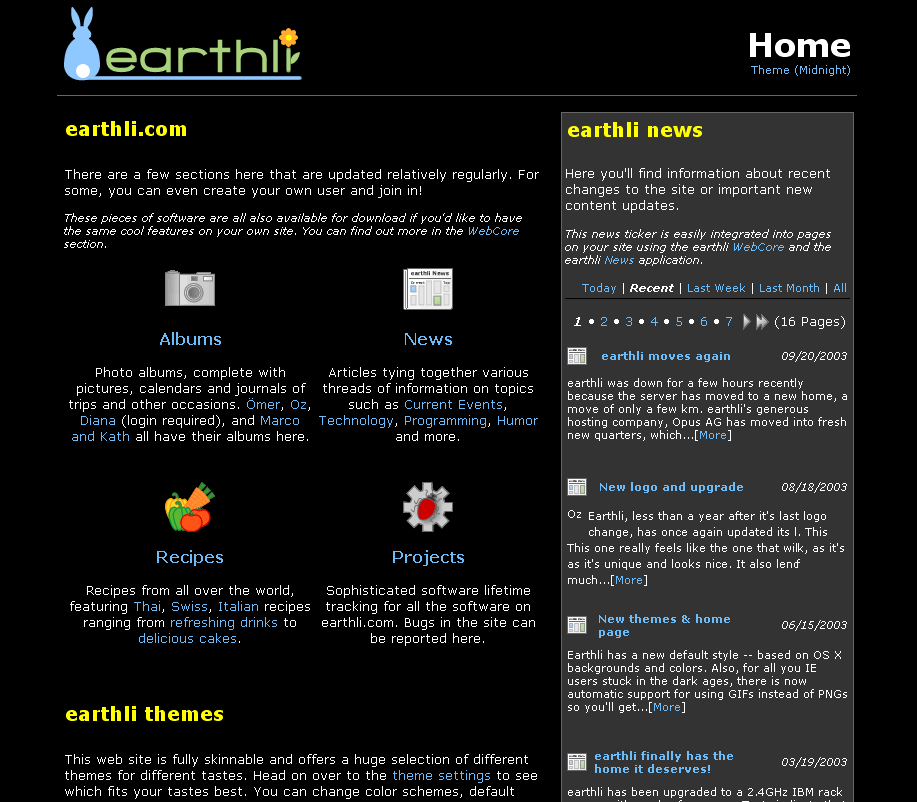 earthli
Home
Theme (Midnight)
earthli.com
There are a few sections here that are updated relatively regularly. For
some, you can even create your own user and join in!
These pieces of software are all also available for download if you'd like to have
the same cool features on your own site. You can find out more in the WebCore
section.
Albums
Photo albums, complete with
pictures, calendars and journals of
trips and other occasions. Ömer, Oz,
Diana (login required), and Marco
and Kath all have their albums here.
earthli News
News
Articles tying together various
threads of information on topics
such as Current Events,
Technology, Programming, Humor
and more.
Recipes
Recipes from all over the world,
featuring Thai, Swiss, Italian recipes
ranging from refreshing drinks to
delicious cakes.
Projects
Sophisticated software lifetime
tracking for all the software on
earthli.com. Bugs in the site can
be reported here.
earthli themes
This web site is fully skinnable and offers a huge selection of different
themes for different tastes. Head on over to the theme settings to see
which fits your tastes best. You can change color schemes, default
earthli news
Here you'll find information about recent
changes to the site or important new
content updates.
This news ticker is easily integrated into pages
on your site using the earthli WebCore and the
earthli News application.
Today | Recent | Last Week | Last Month | All
1 • 2 • 3 • 4 • 5 • 6 • 7 (16 Pages)
earthli moves again 09/20/2003
earthli was down for a few hours recently
because the server has moved to a new home, a
move of only a few km. earthli's generous
hosting company, Opus AG has moved into fresh
new quarters, which...[More]
New logo and upgrade 08/18/2003
Oz Earthli, less than a year after it's last logo
change, has once again updated its l. This
This one really feels like the one that wilk, as it's
as it's unique and looks nice. It also lend
much...[More]
New themes & home
page
06/15/2003
Earthli has a new default style -- based on OS X
backgrounds and colors. Also, for all you IE
users stuck in the dark ages, there is now
automatic support for using GIFs instead of PNGs
so you'll get...[More]
earthli finally has the
home it deserves!
03/19/2003
earthli has been upgraded to a 2.4GHz IBM rack